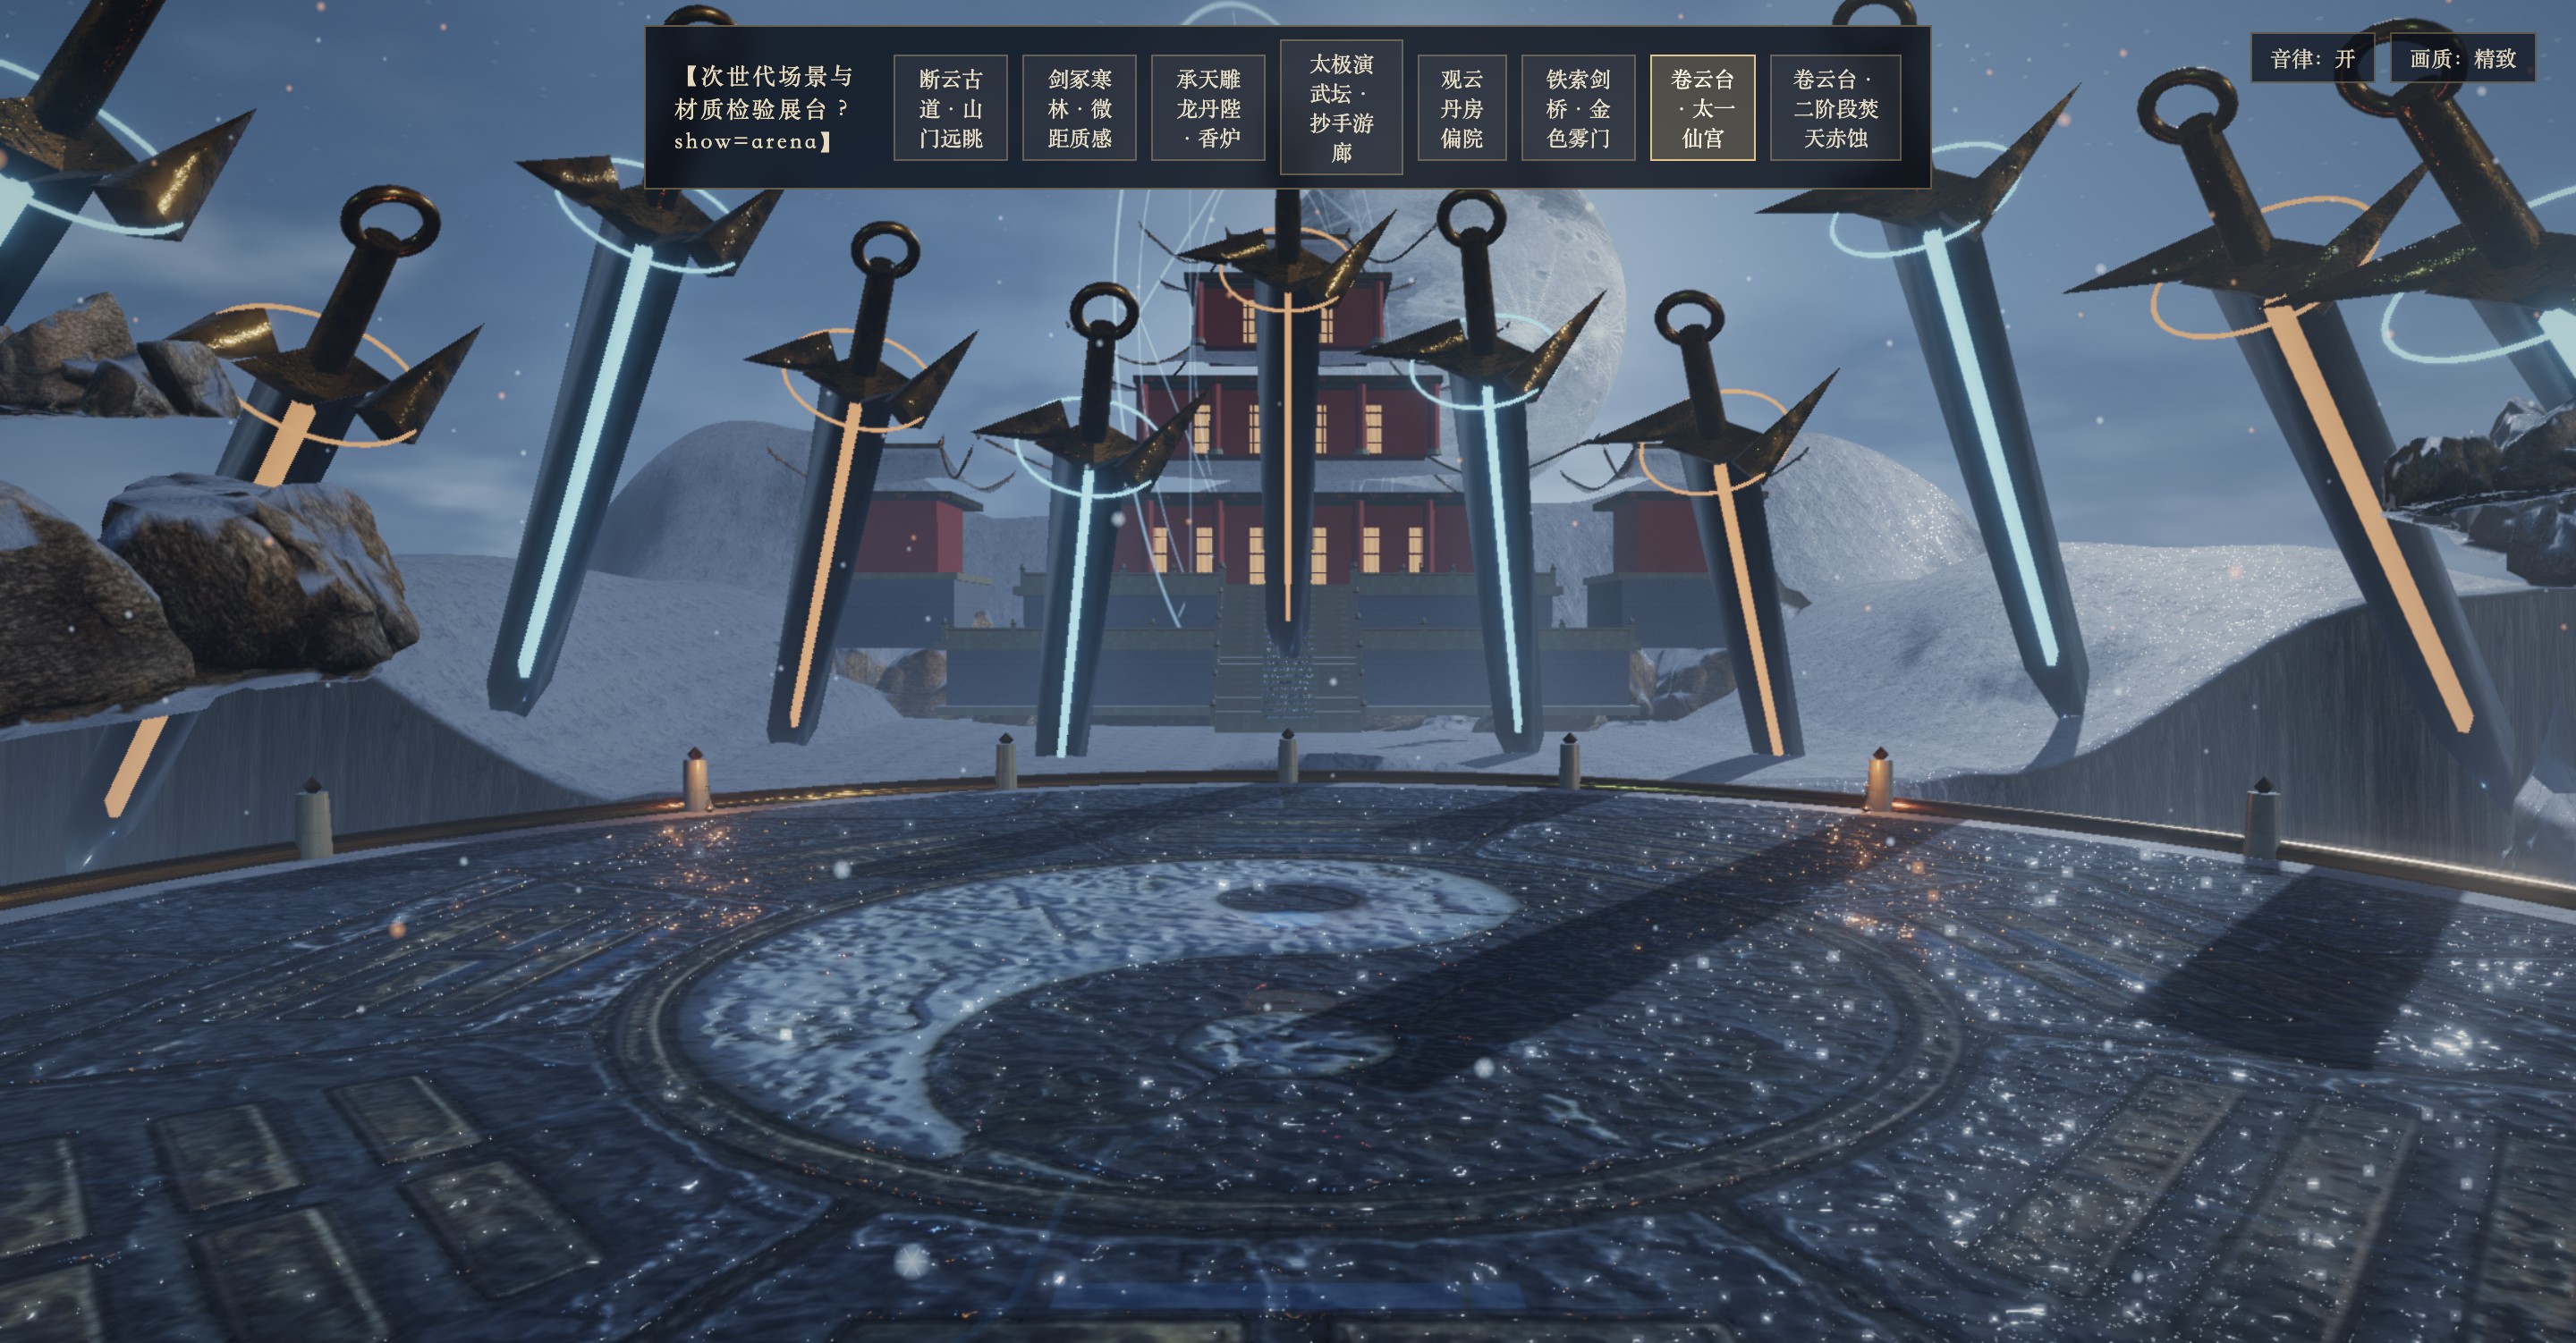 【次世代场景与
材质检验展台 ?
show=arena】
断云古
道 · 山
门远眺
剑冢寒
林 · 微
距质感
承天雕
龙丹陛
· 香炉
太极演
武坛 ·
抄手游
廊
观云
丹房
偏院
铁索剑
桥 · 金
色雾门
卷云台
· 太一
仙宫
卷云台 ·
二阶段焚
天赤蚀
音律: 开
画质: 精致